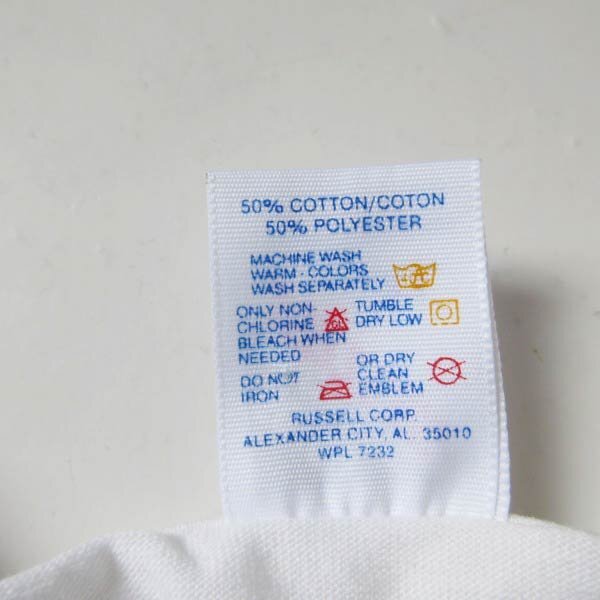 50% COTTON/COTON
50% POLYESTER
MACHINE WASH
WARM - COLORS
WASH SEPARATELY
ONLY NON
CHLORINE
BLEACH WHEN
NEEDED
TUMBLE
DRY LOW
DO NOT
IRON
OR DRY
CLEAN
EMBLEM
RUSSELL CORP.
ALEXANDER CITY, AL. 35010
WPL 7232